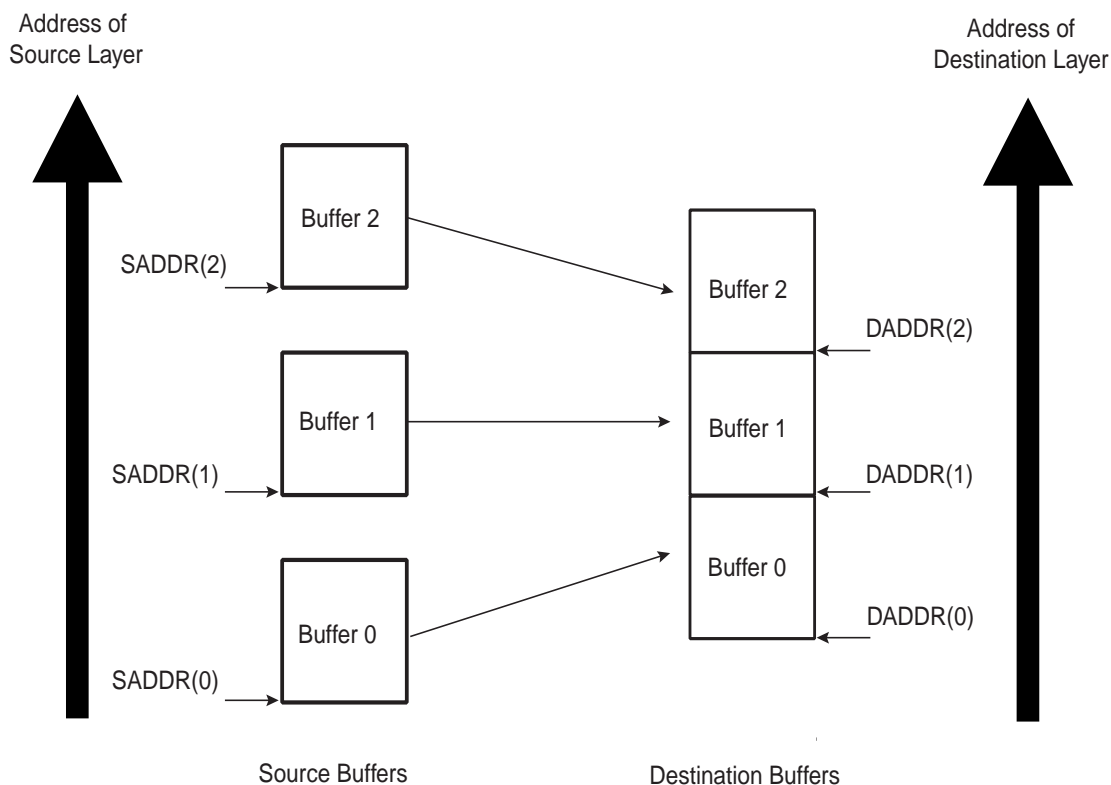 Address of
Source Layer
Address of
Destination Layer
Buffer 2
SADDR(2)
Buffer 2
DADDR(2)
Buffer 1
Buffer 1
SADDR(1)
DADDR(1)
Buffer 0
Buffer 0
DADDR(0)
SADDR(0)
Source Buffers
Destination Buffers